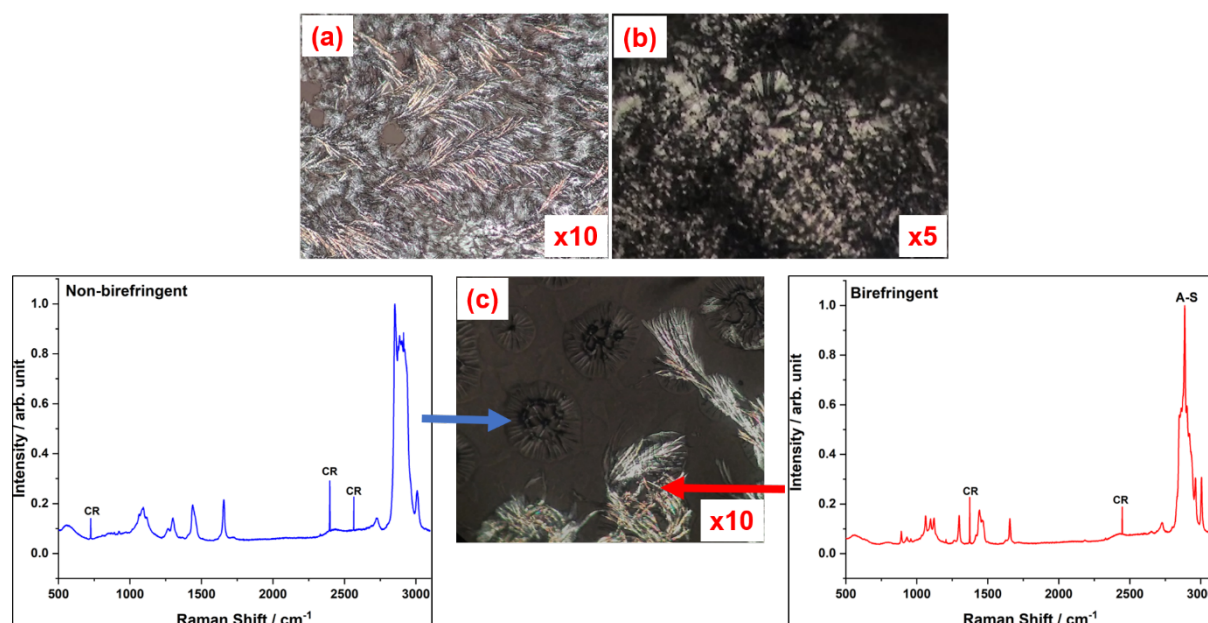 (a)
x10
(b)
x5
Non-birefringent
1.0
0.8
0.6
0.4
0.2
0.0
Intensity / arb. unit
CR
CR
CR
500
1000
1500
2000
2500
3000
Raman Shift / cm-1
(c)
x10
Birefringent
A-S
1.0
0.8
0.6
0.4
0.2
0.0
Intensity / arb. unit
CR
CR
500
1000
1500
2000
2500
3000
Raman Shift / cm-1